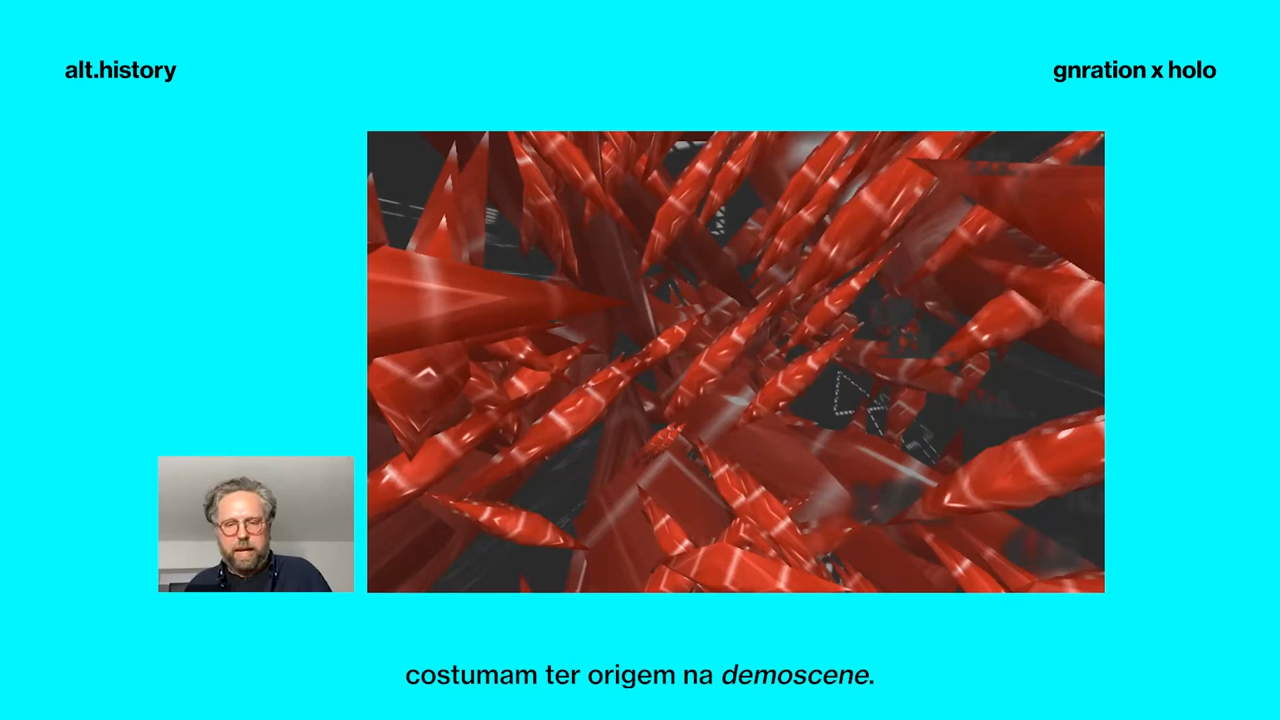 alt.history
gnration x holo
costumam ter origem na demoscene.